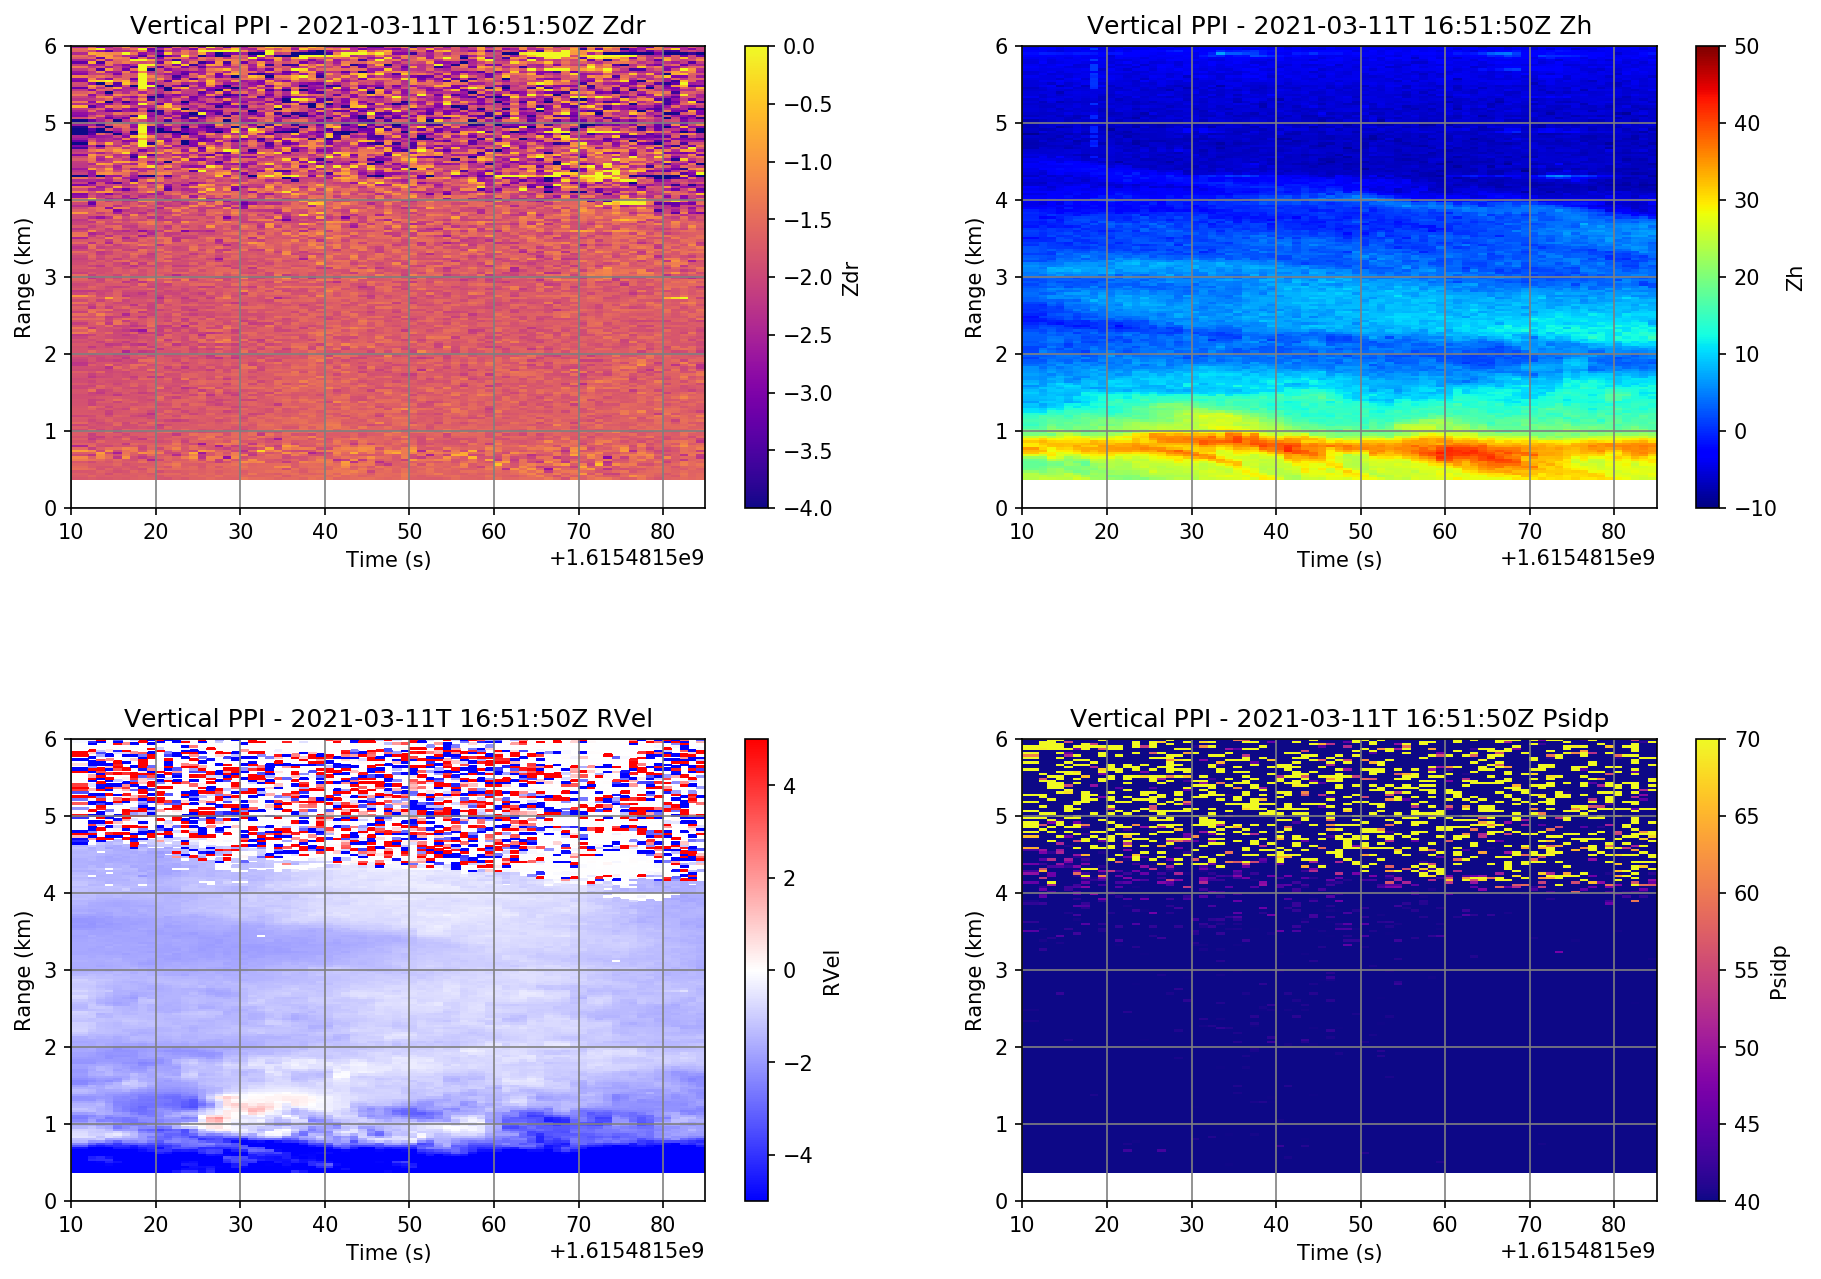 Vertical PPI - 2021-03-11T 16:51:50Z Zdr
6
5
4
3
2
1
0
Range (km)
10 20 30 40 50 60 70 80
Time (s)
+1.6154815e9
0.0
−0.5
−1.0
−1.5
−2.0
−2.5
−3.0
−3.5
−4.0
Zdr
Vertical PPI - 2021-03-11T 16:51:50Z Zh
6
5
4
3
2
1
0
Range (km)
10 20 30 40 50 60 70 80
Time (s)
+1.6154815e9
50
40
30
20
10
0
−10
Zh
Vertical PPI - 2021-03-11T 16:51:50Z RVel
6
5
4
3
2
1
0
Range (km)
10 20 30 40 50 60 70 80
Time (s)
+1.6154815e9
4
2
0
−2
−4
RVel
Vertical PPI - 2021-03-11T 16:51:50Z Psidp
6
5
4
3
2
1
0
Range (km)
10 20 30 40 50 60 70 80
Time (s)
+1.6154815e9
70
65
60
55
50
45
40
Psidp